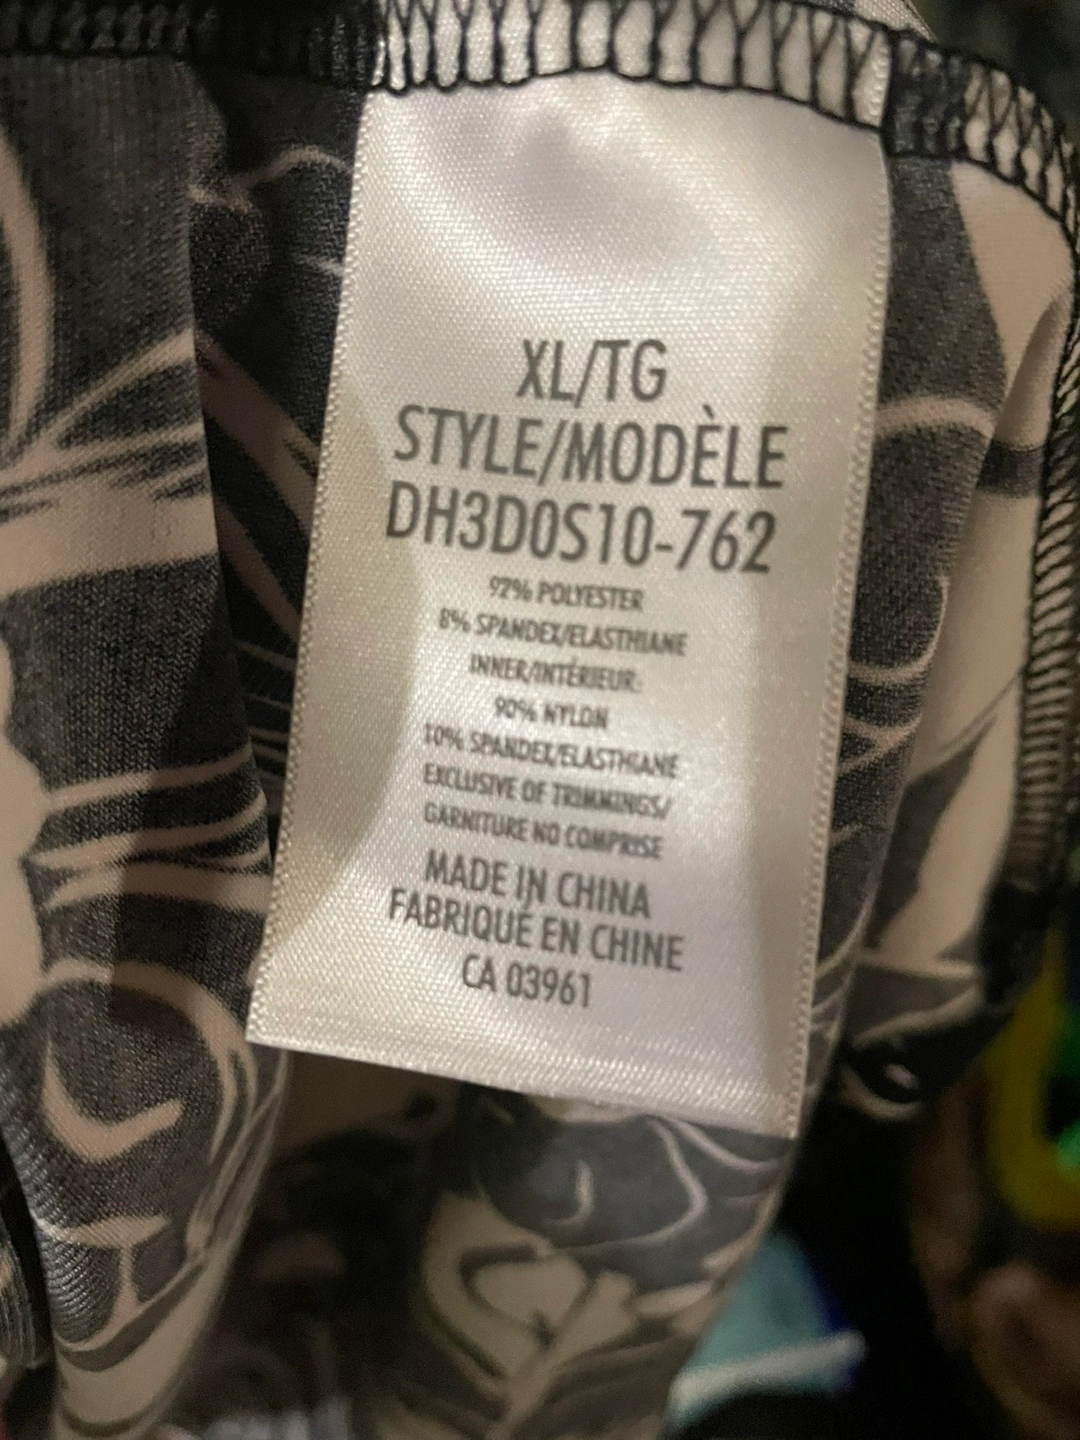 XL/TG
STYLE/MODÈLE
DH3D0S10-762
92% POLYESTER
8% SPANDEX/ELASTHIANE
INNER/INTÉRIEUR:
90% NYLON
10% SPANDEX/ELASTHIANE
EXCLUSIVE OF TRIMMINGS/
GARNITURE NO COMPRISE
MADE IN CHINA
FABRIQUÉ EN CHINE
CA 03961